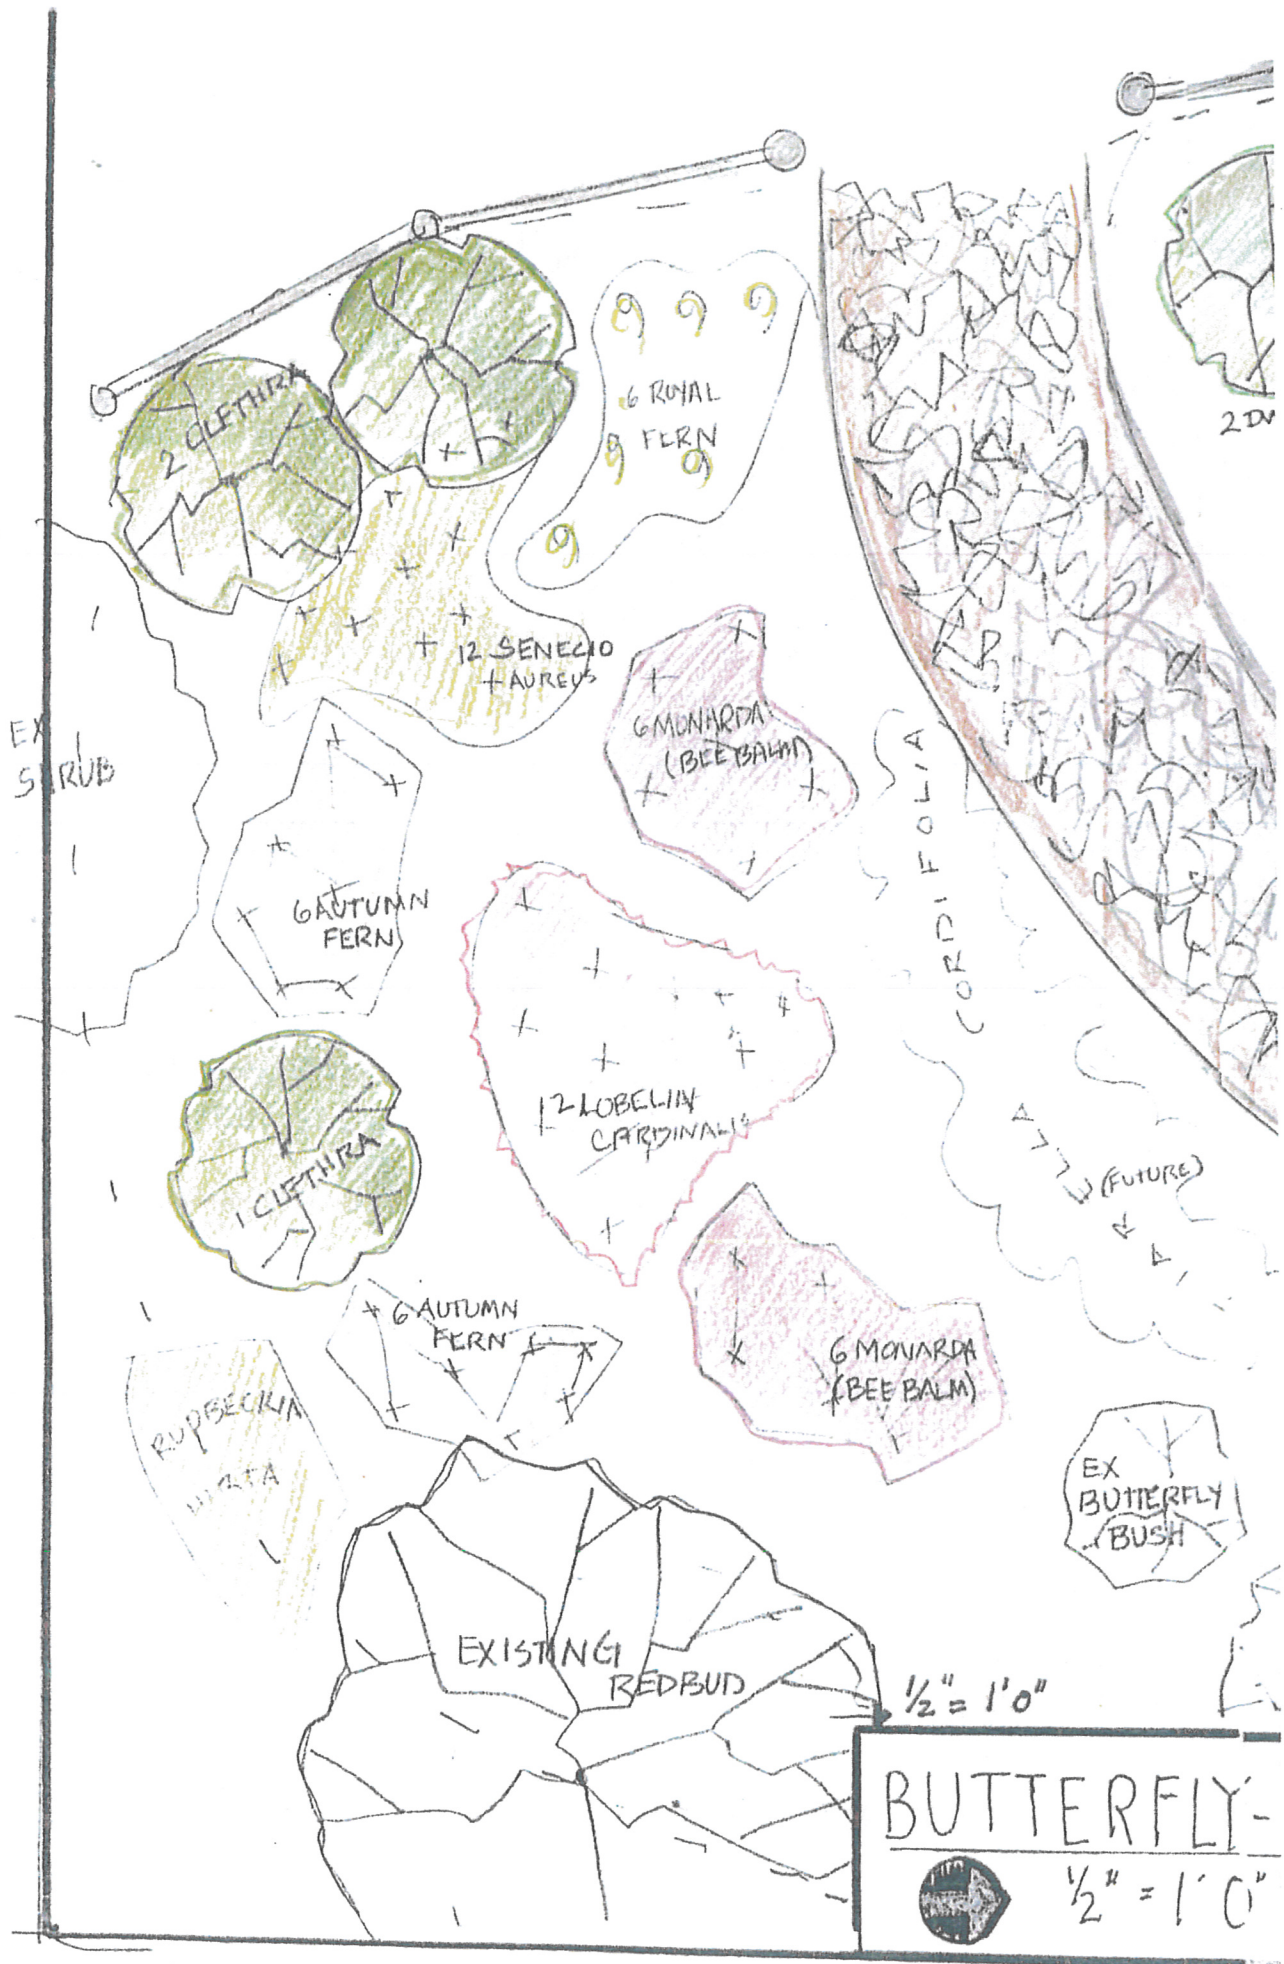 2 CLETHRA
6 ROYAL
FERN
2 DW
12 SENECIO
AUREUS
EX
SHRUB
6 MONARDA
(BEE BALM)
CORDIFOLIA
6 AUTUMN
FERN
12 LOBELIA
CARDINALIS
1 CLETHRA
(FUTURE)
6 AUTUMN
FERN
6 MONARDA
(BEE BALM)
RUDBECKIA
HIRTA
EX
BUTTERFLY
BUSH
EXISTING
REDBUD
1/2" = 1'0"
BUTTERFLY-
1/2" = 1'0"